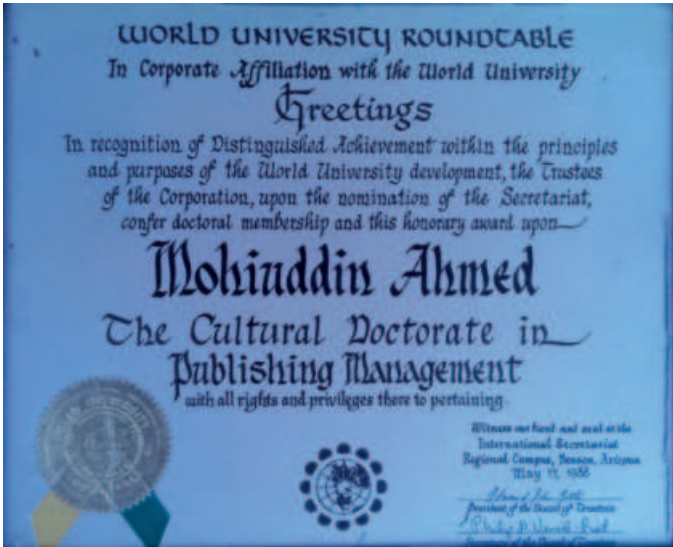 WORLD UNIVERSITY ROUNDTABLE
In Corporate Affiliation with the World University
Greetings
In recognition of Distinguished Achievement within the principles
and purposes of the World University development, the Trustees
of the Corporation, upon the nomination of the Secretariat,
confer doctoral membership and this honorary award upon
Mohiuddin Ahmed
The Cultural Doctorate in
Publishing Management
with all rights and privileges there to pertaining.
Witness our hand and seal at the
International Secretariat
Regional Campus, Benson, Arizona
May 17, 1988
President of the Board of Trustees